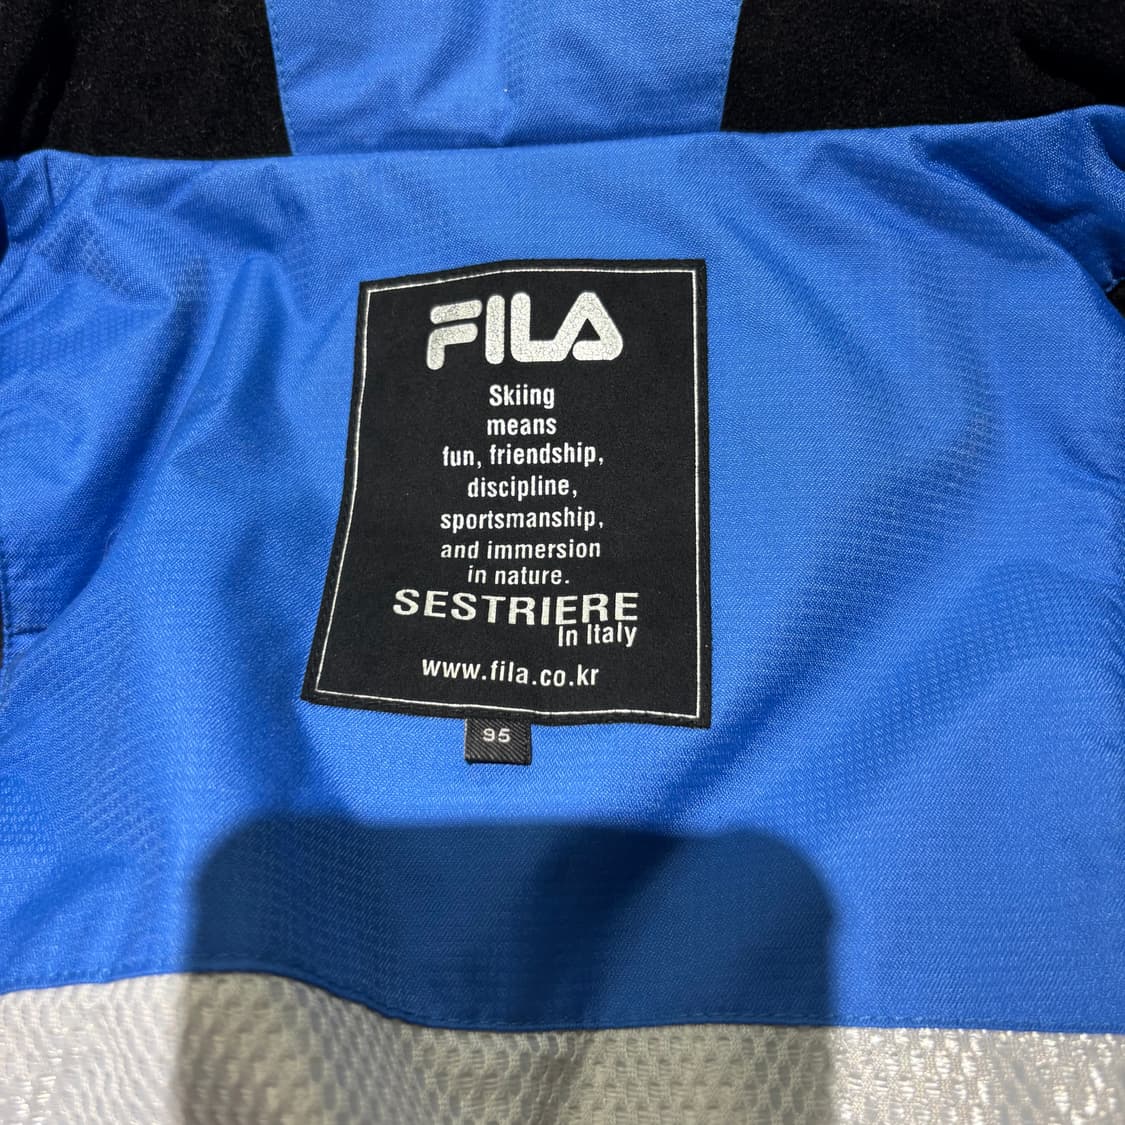 FILA
Skiing
means
fun, friendship,
discipline,
sportsmanship,
and immersion
in nature.
SESTRIERE
In Italy
www.fila.co.kr
95